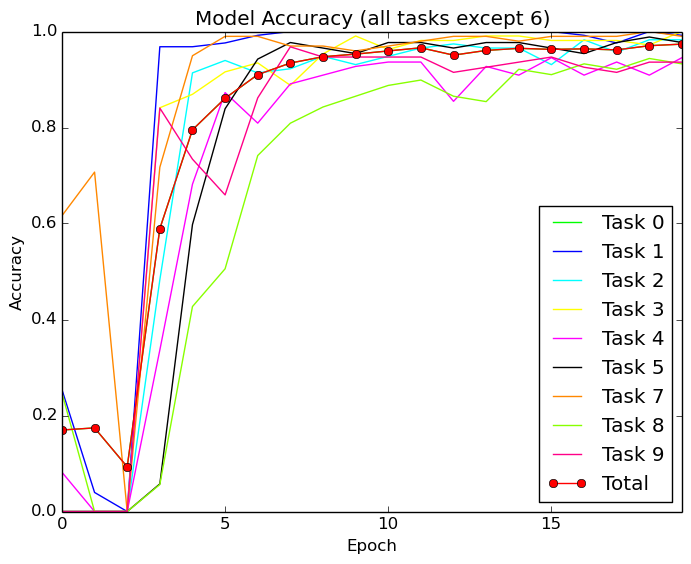 Model Accuracy (all tasks except 6)
1.0
0.8
0.6
0.4
0.2
0.0
Accuracy
0 5 10 15
Epoch
Task 0
Task 1
Task 2
Task 3
Task 4
Task 5
Task 7
Task 8
Task 9
Total